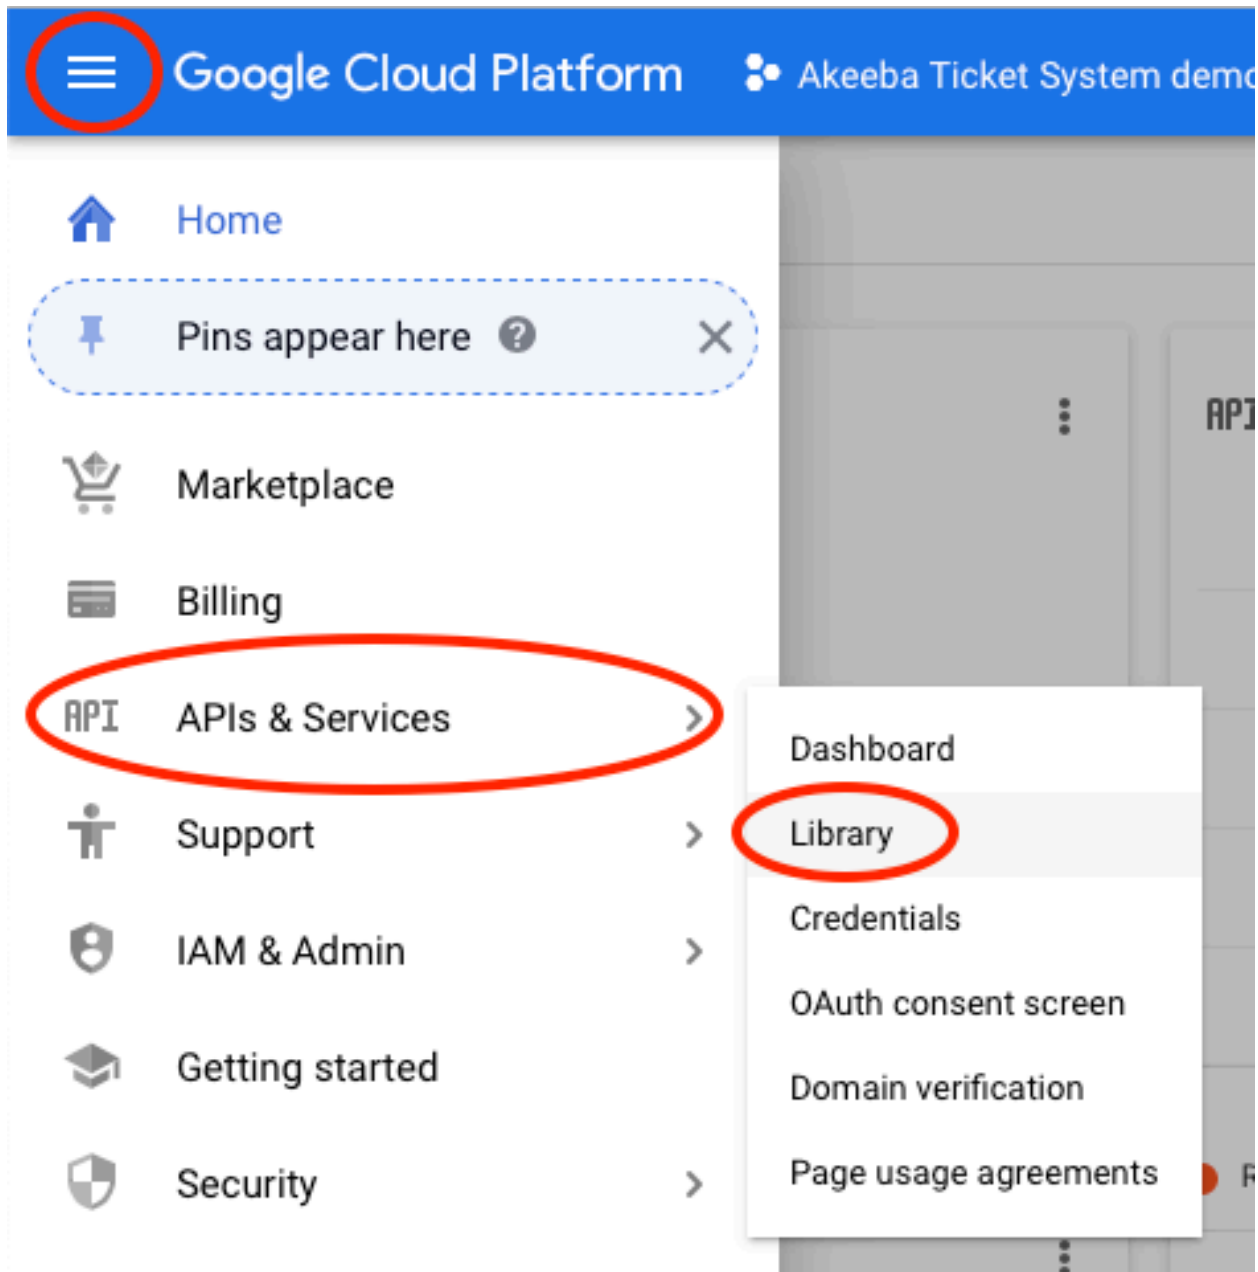 Google Cloud Platform
Akeeba Ticket System demo
Home
Pins appear here
Marketplace
Billing
API APIs & Services
Support
IAM & Admin
Getting started
Security
Dashboard
Library
Credentials
OAuth consent screen
Domain verification
Page usage agreements
API
R